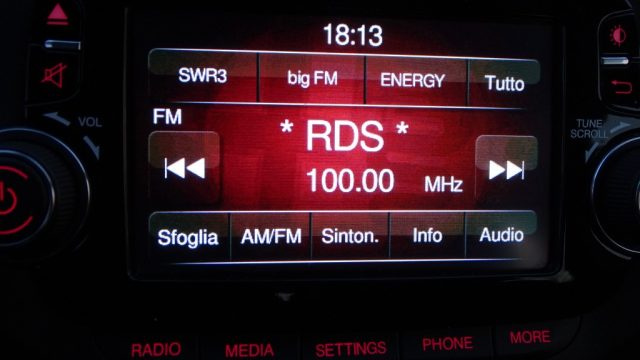 18:13
SWR3 big FM ENERGY Tutto
FM
* RDS *
100.00 MHz
VOL
TUNE
SCROLL
Sfoglia AM/FM Sinton. Info Audio
RADIO MEDIA SETTINGS PHONE MORE